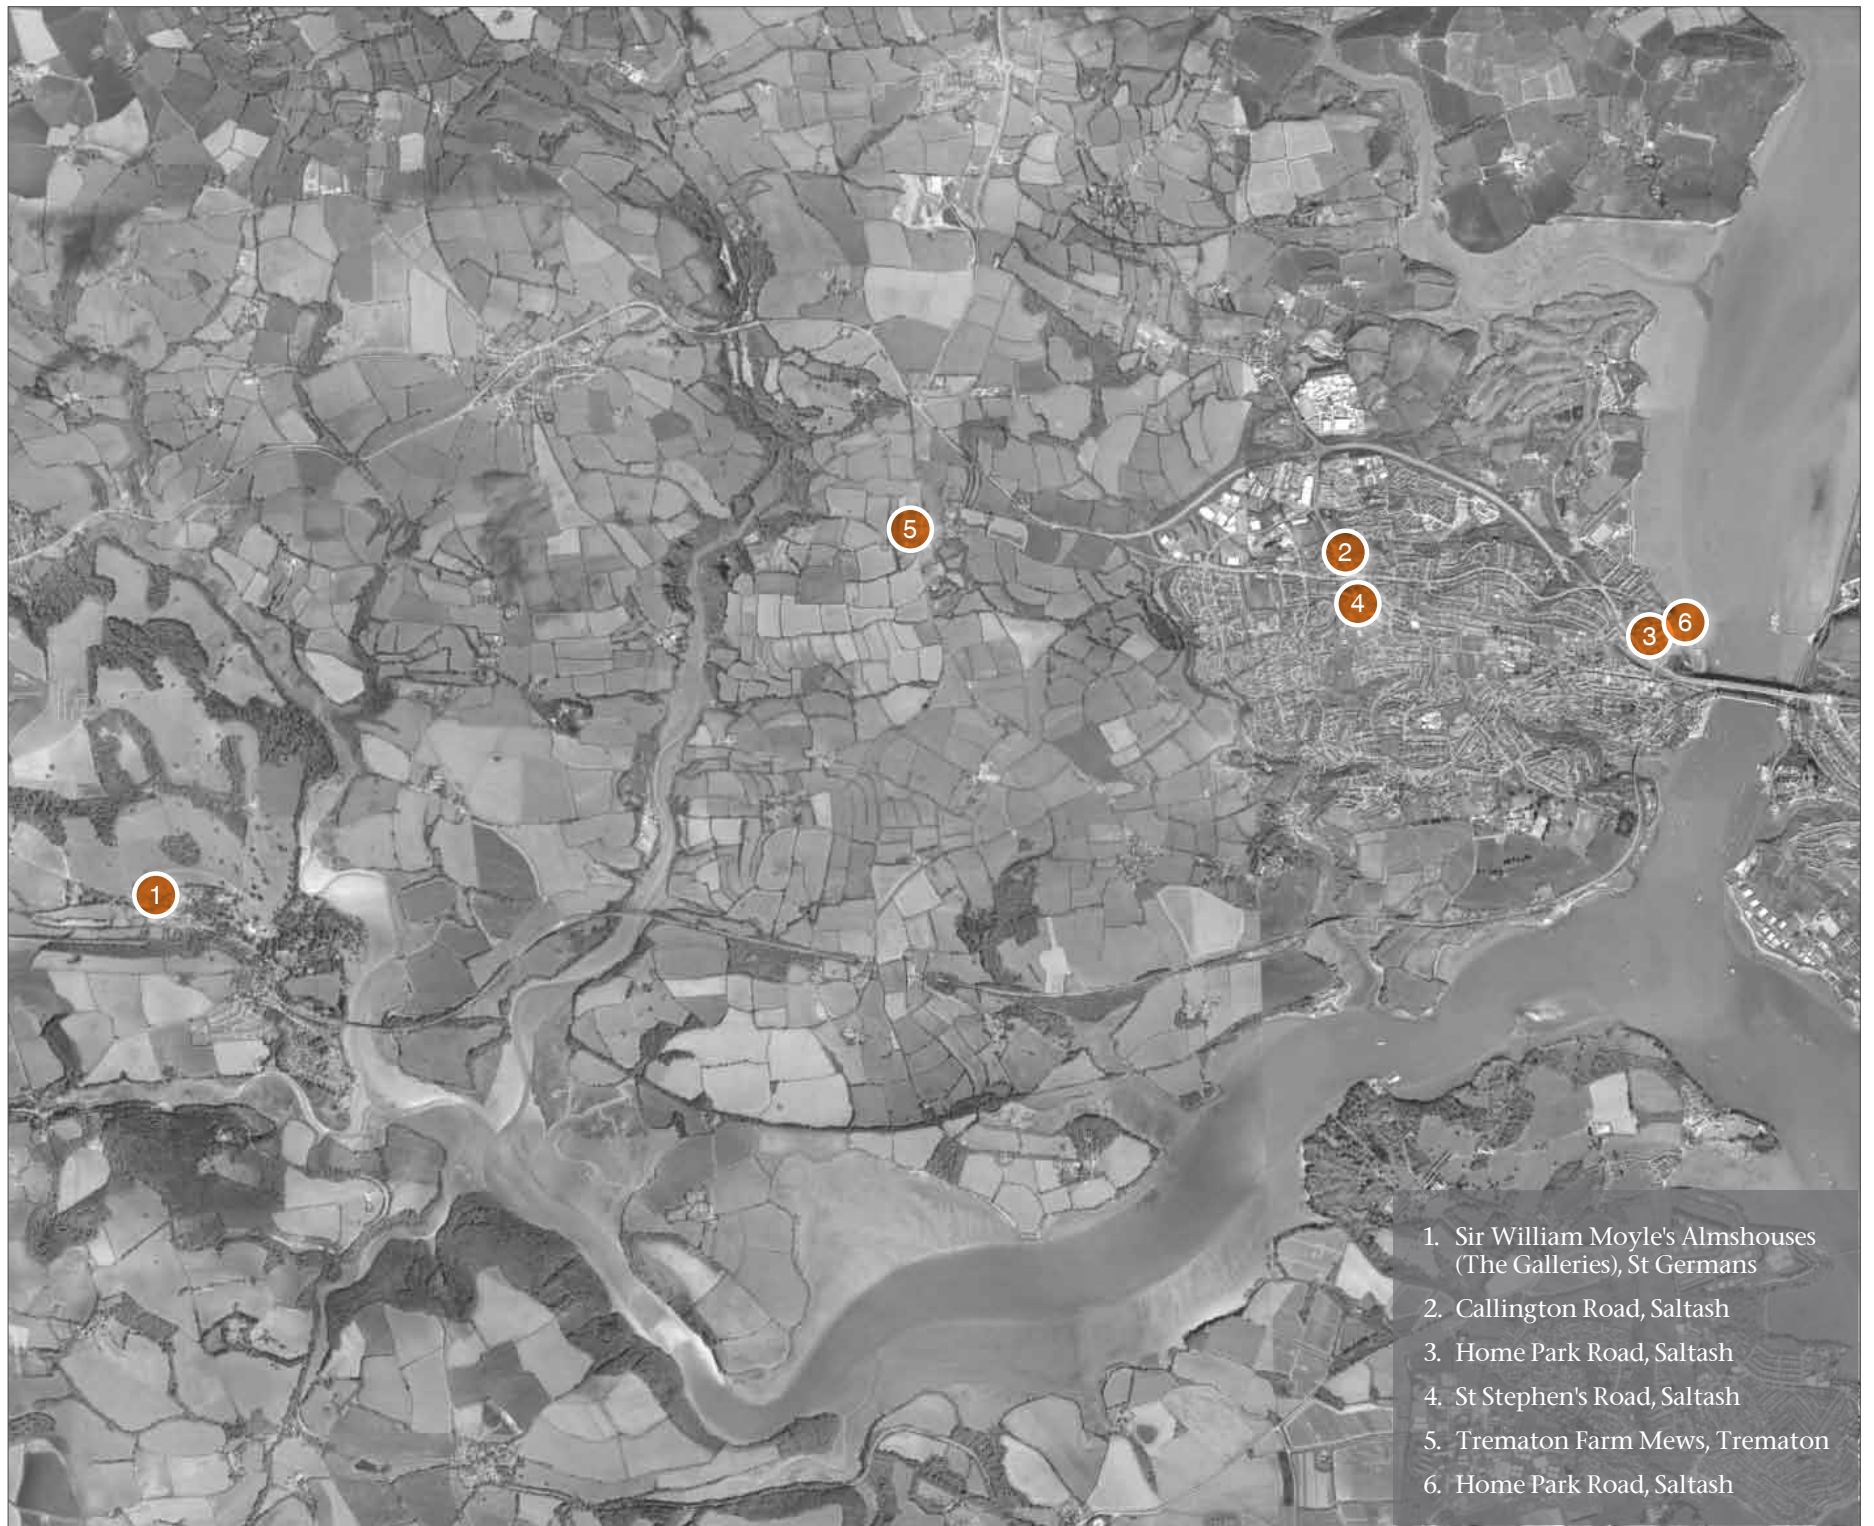 5
2
4
6
3
1
1. Sir William Moyle's Almshouses
(The Galleries), St Germans
2. Callington Road, Saltash
3. Home Park Road, Saltash
4. St Stephen's Road, Saltash
5. Trematon Farm Mews, Trematon
6. Home Park Road, Saltash